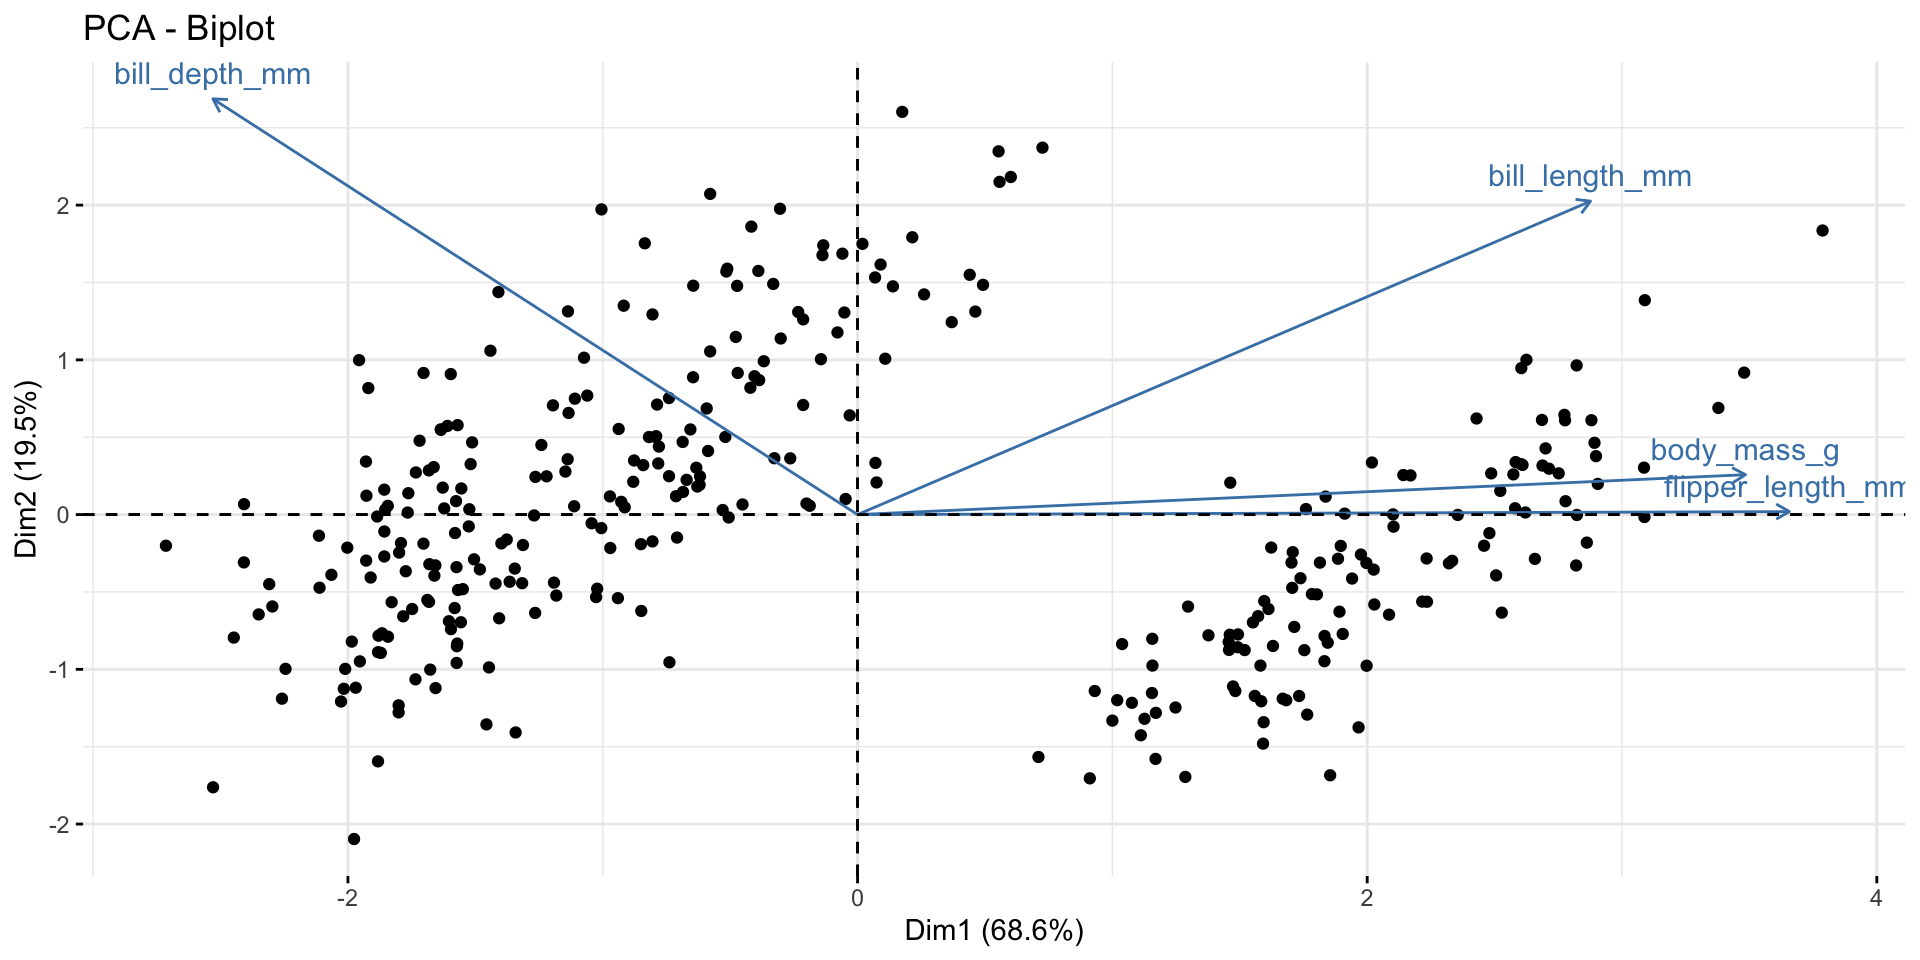 PCA - Biplot
bill_depth_mm
bill_length_mm
body_mass_g
flipper_length_mm
2
1
0
-1
-2
Dim2 (19.5%)
-2
0
2
4
Dim1 (68.6%)